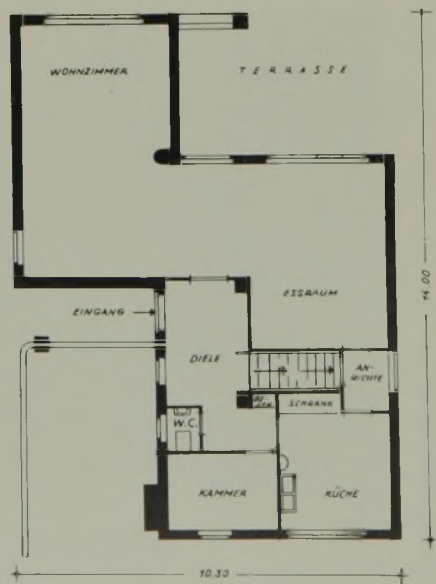 WOHNZIMMER
TERRASSE
ESSRAUM
EINGANG
DIELE
AN-
RICHTE
SCHRANK
W.C.
KAMMER
KÜCHE
14.00
10.30